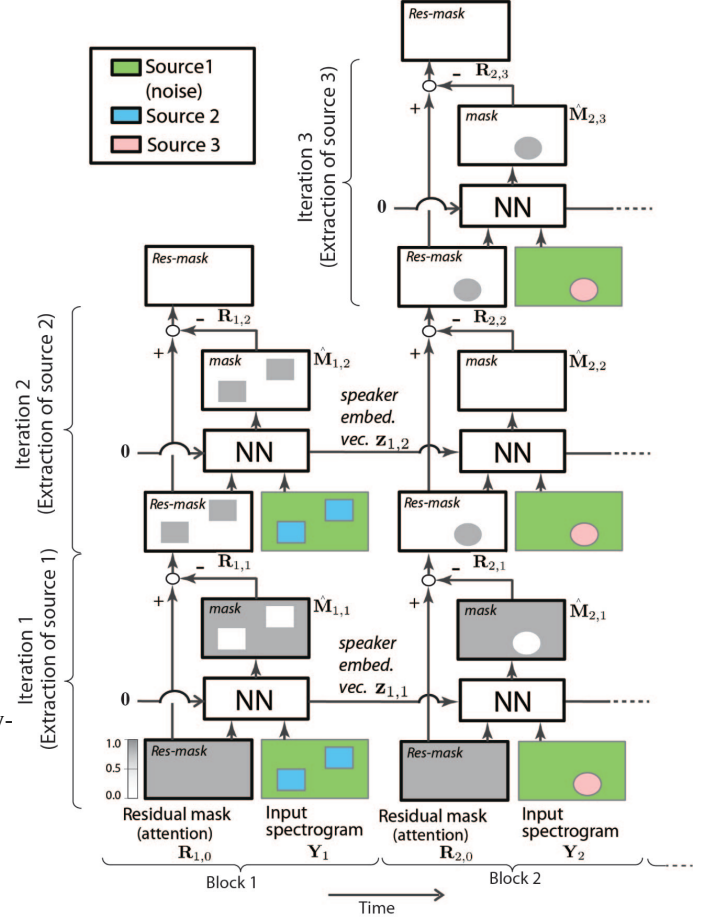 Source1
(noise)
Source 2
Source 3
Res-mask
R2,3
−
+
mask
M̂2,3
Iteration 3
(Extraction of source 3)
0
NN
Res-mask
Res-mask
R1,2
−
+
R2,2
−
+
mask
M̂1,2
mask
M̂2,2
Iteration 2
(Extraction of source 2)
speaker
embed.
vec. z1,2
0
NN
NN
Res-mask
Res-mask
R1,1
−
+
R2,1
−
+
mask
M̂1,1
mask
M̂2,1
Iteration 1
(Extraction of source 1)
speaker
embed.
vec. z1,1
0
NN
NN
1.0
0.5
0.0
Res-mask
Res-mask
Residual mask
(attention)
R1,0
Input
spectrogram
Y1
Residual mask
(attention)
R2,0
Input
spectrogram
Y2
Block 1
Block 2
Time